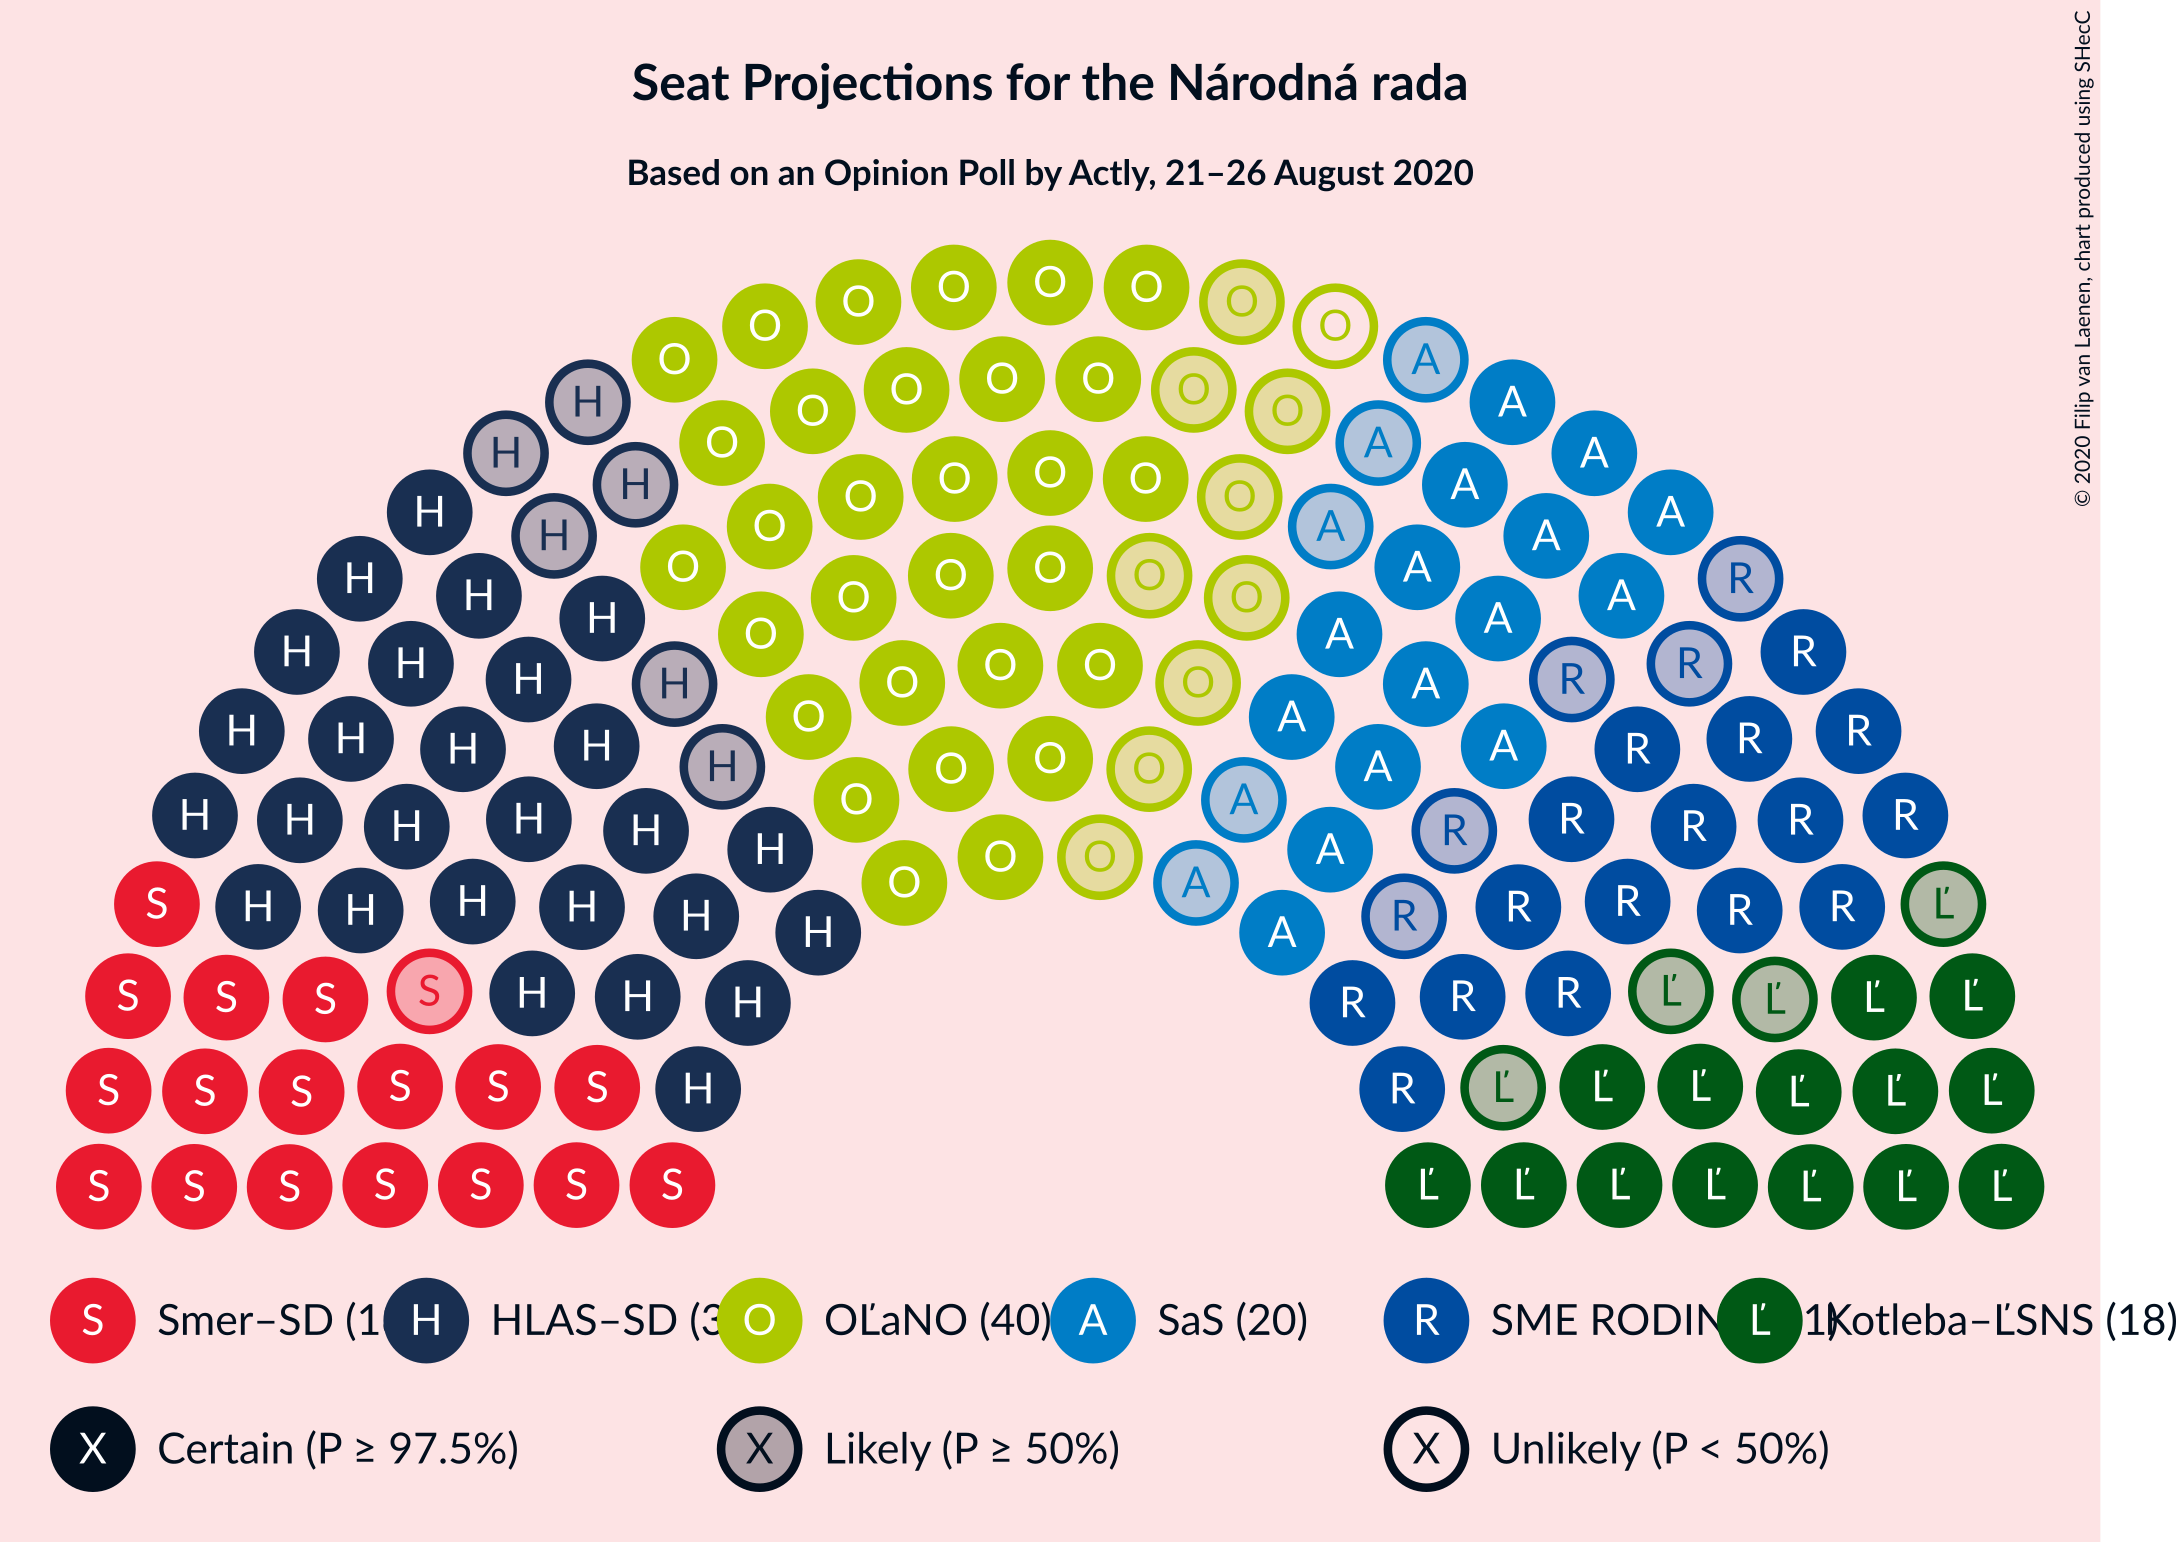 Seat Projections for the Národná rada
Based on an Opinion Poll by Actly, 21–26 August 2020
© 2020 Filip van Laenen, chart produced using SHecC
O O O O O O O O
O O O O O O O
H A
H O O O O O O O A A
H H O O O O O O O A A A
H H O O O O O A A A
H H H O O O O O A A A R
H H H H O O O O A A R R R
H H H H O O O O A A R R R
H H H H H H O O O A A R R R R R
S H H H H H H O A A R R R R R Ľ
S S S S H H H R R R Ľ Ľ Ľ Ľ
S S S S S S H R Ľ Ľ Ľ Ľ Ľ Ľ
S S S S S S S Ľ Ľ Ľ Ľ Ľ Ľ Ľ
S Smer–SD (1 H HLAS–SD (3 O OĽaNO (40) A SaS (20) R SME RODIN Ľ 1) Kotleba–ĽSNS (18)
X Certain (P ≥ 97.5%) X Likely (P ≥ 50%) X Unlikely (P < 50%)